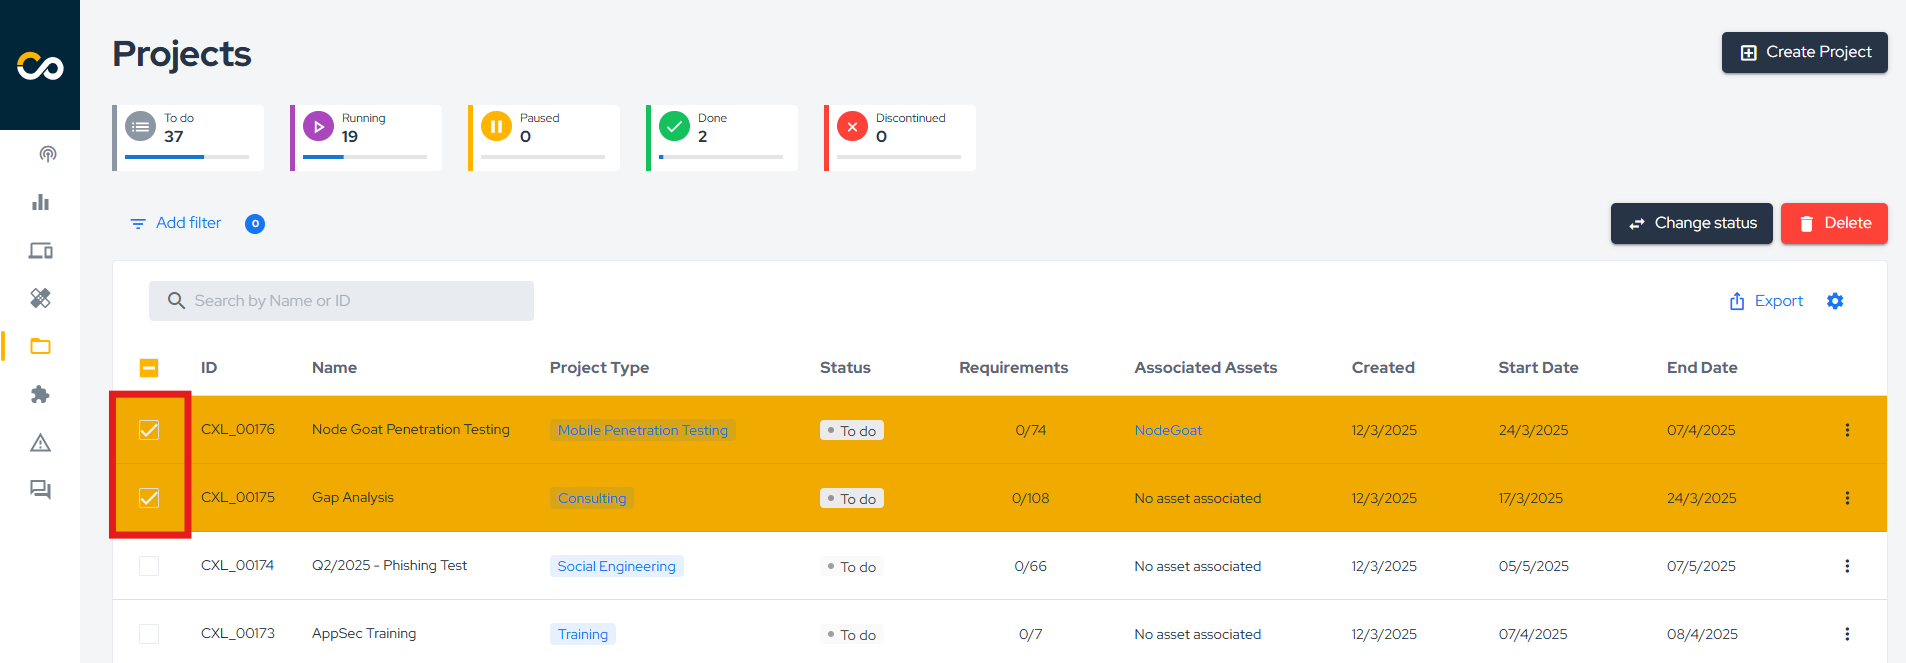 Projects
Create Project
To do
37
Running
19
Paused
0
Done
2
Discontinued
0
Add filter 0
Change status Delete
Search by Name or ID
Export
ID Name Project Type Status Requirements Associated Assets Created Start Date End Date
CXL_00176 Node Goat Penetration Testing Mobile Penetration Testing To do 0/74 NodeGoat 12/3/2025 24/3/2025 07/4/2025
CXL_00175 Gap Analysis Consulting To do 0/108 No asset associated 12/3/2025 17/3/2025 24/3/2025
CXL_00174 Q2/2025 - Phishing Test Social Engineering To do 0/66 No asset associated 12/3/2025 05/5/2025 07/5/2025
CXL_00173 AppSec Training Training To do 0/7 No asset associated 12/3/2025 07/4/2025 08/4/2025